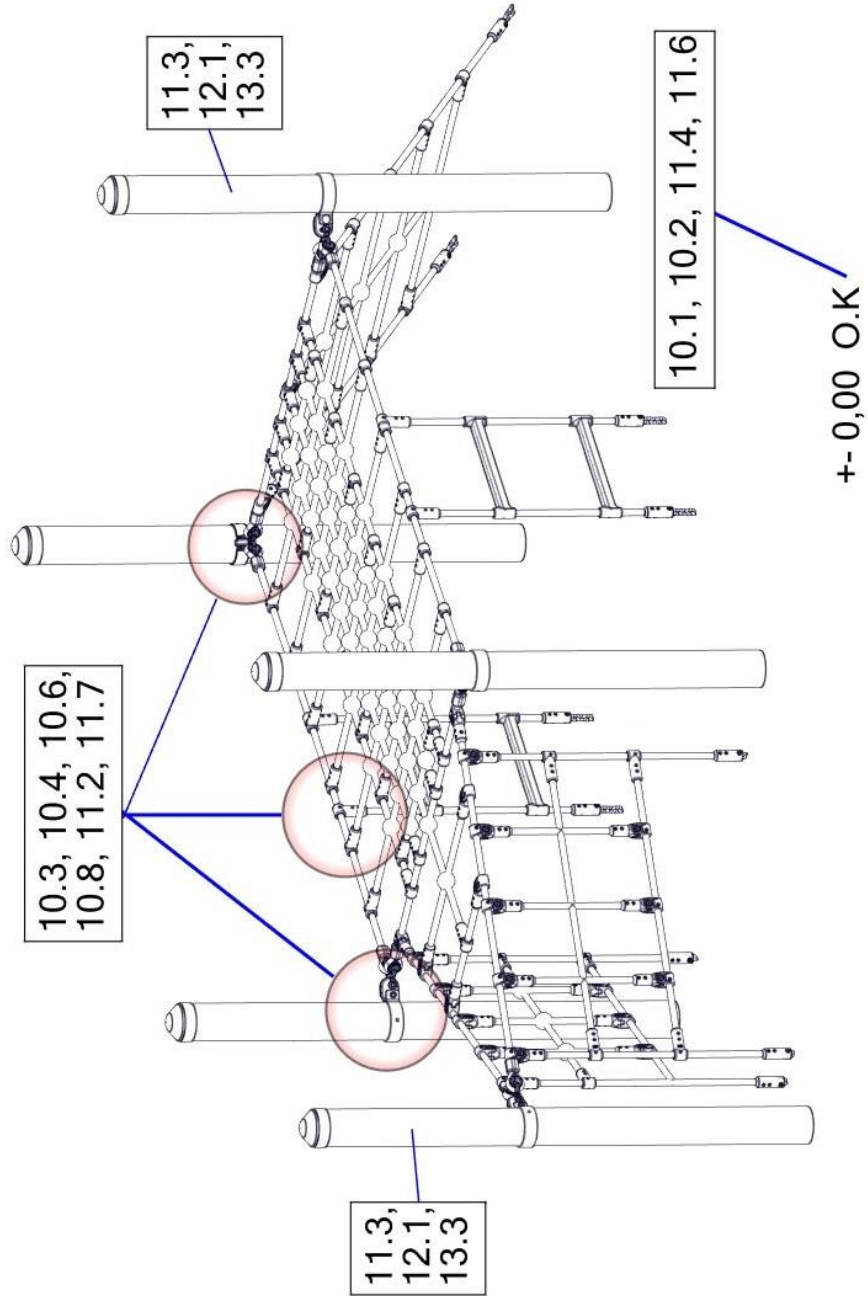 10.3, 10.4, 10.6,
10.8, 11.2, 11.7
11.3,
12.1,
13.3
11.3,
12.1,
13.3
10.1, 10.2, 11.4, 11.6
+- 0,00 O.K